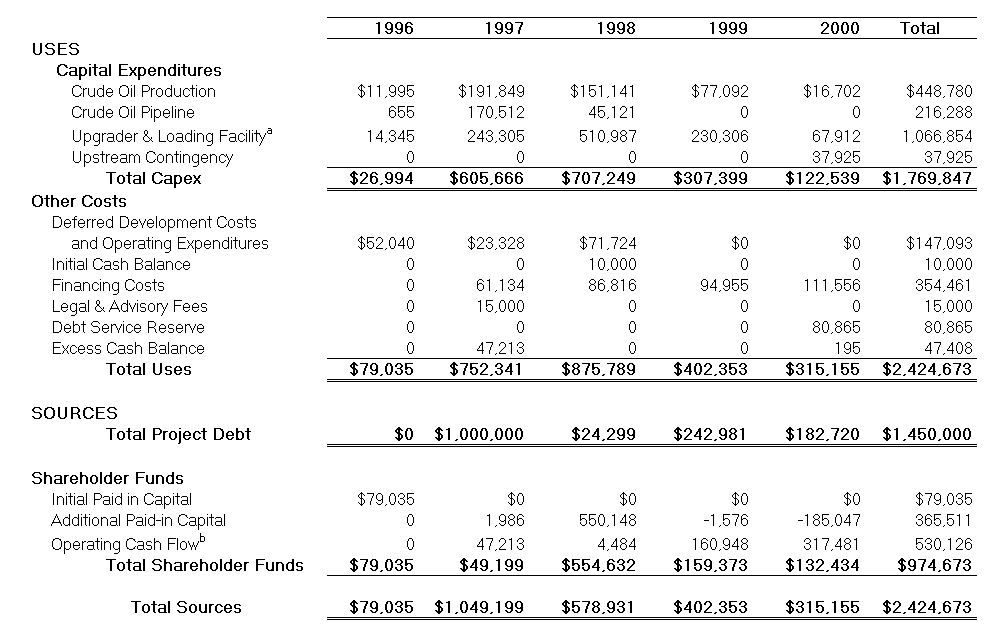 1996 1997 1998 1999 2000 Total
USES
Capital Expenditures
Crude Oil Production $11,995 $191,849 $151,141 $77,092 $16,702 $448,780
Crude Oil Pipeline 655 170,512 45,121 0 0 216,288
Upgrader & Loading Facility a 14,345 243,305 510,987 230,306 67,912 1,066,854
Upstream Contingency 0 0 0 0 37,925 37,925
Total Capex $26,994 $605,666 $707,249 $307,399 $122,539 $1,769,847
Other Costs
Deferred Development Costs
and Operating Expenditures $52,040 $23,328 $71,724 $0 $0 $147,093
Initial Cash Balance 0 0 10,000 0 0 10,000
Financing Costs 0 61,134 86,816 94,955 111,556 354,461
Legal & Advisory Fees 0 15,000 0 0 0 15,000
Debt Service Reserve 0 0 0 0 80,865 80,865
Excess Cash Balance 0 47,213 0 0 195 47,408
Total Uses $79,035 $752,341 $875,789 $402,353 $315,155 $2,424,673
SOURCES
Total Project Debt $0 $1,000,000 $24,299 $242,981 $182,720 $1,450,000
Shareholder Funds
Initial Paid in Capital $79,035 $0 $0 $0 $0 $79,035
Additional Paid-in Capital 0 1,986 550,148 -1,576 -185,047 365,511
Operating Cash Flow b 0 47,213 4,484 160,948 317,481 530,126
Total Shareholder Funds $79,035 $49,199 $554,632 $159,373 $132,434 $974,673
Total Sources $79,035 $1,049,199 $578,931 $402,353 $315,155 $2,424,673